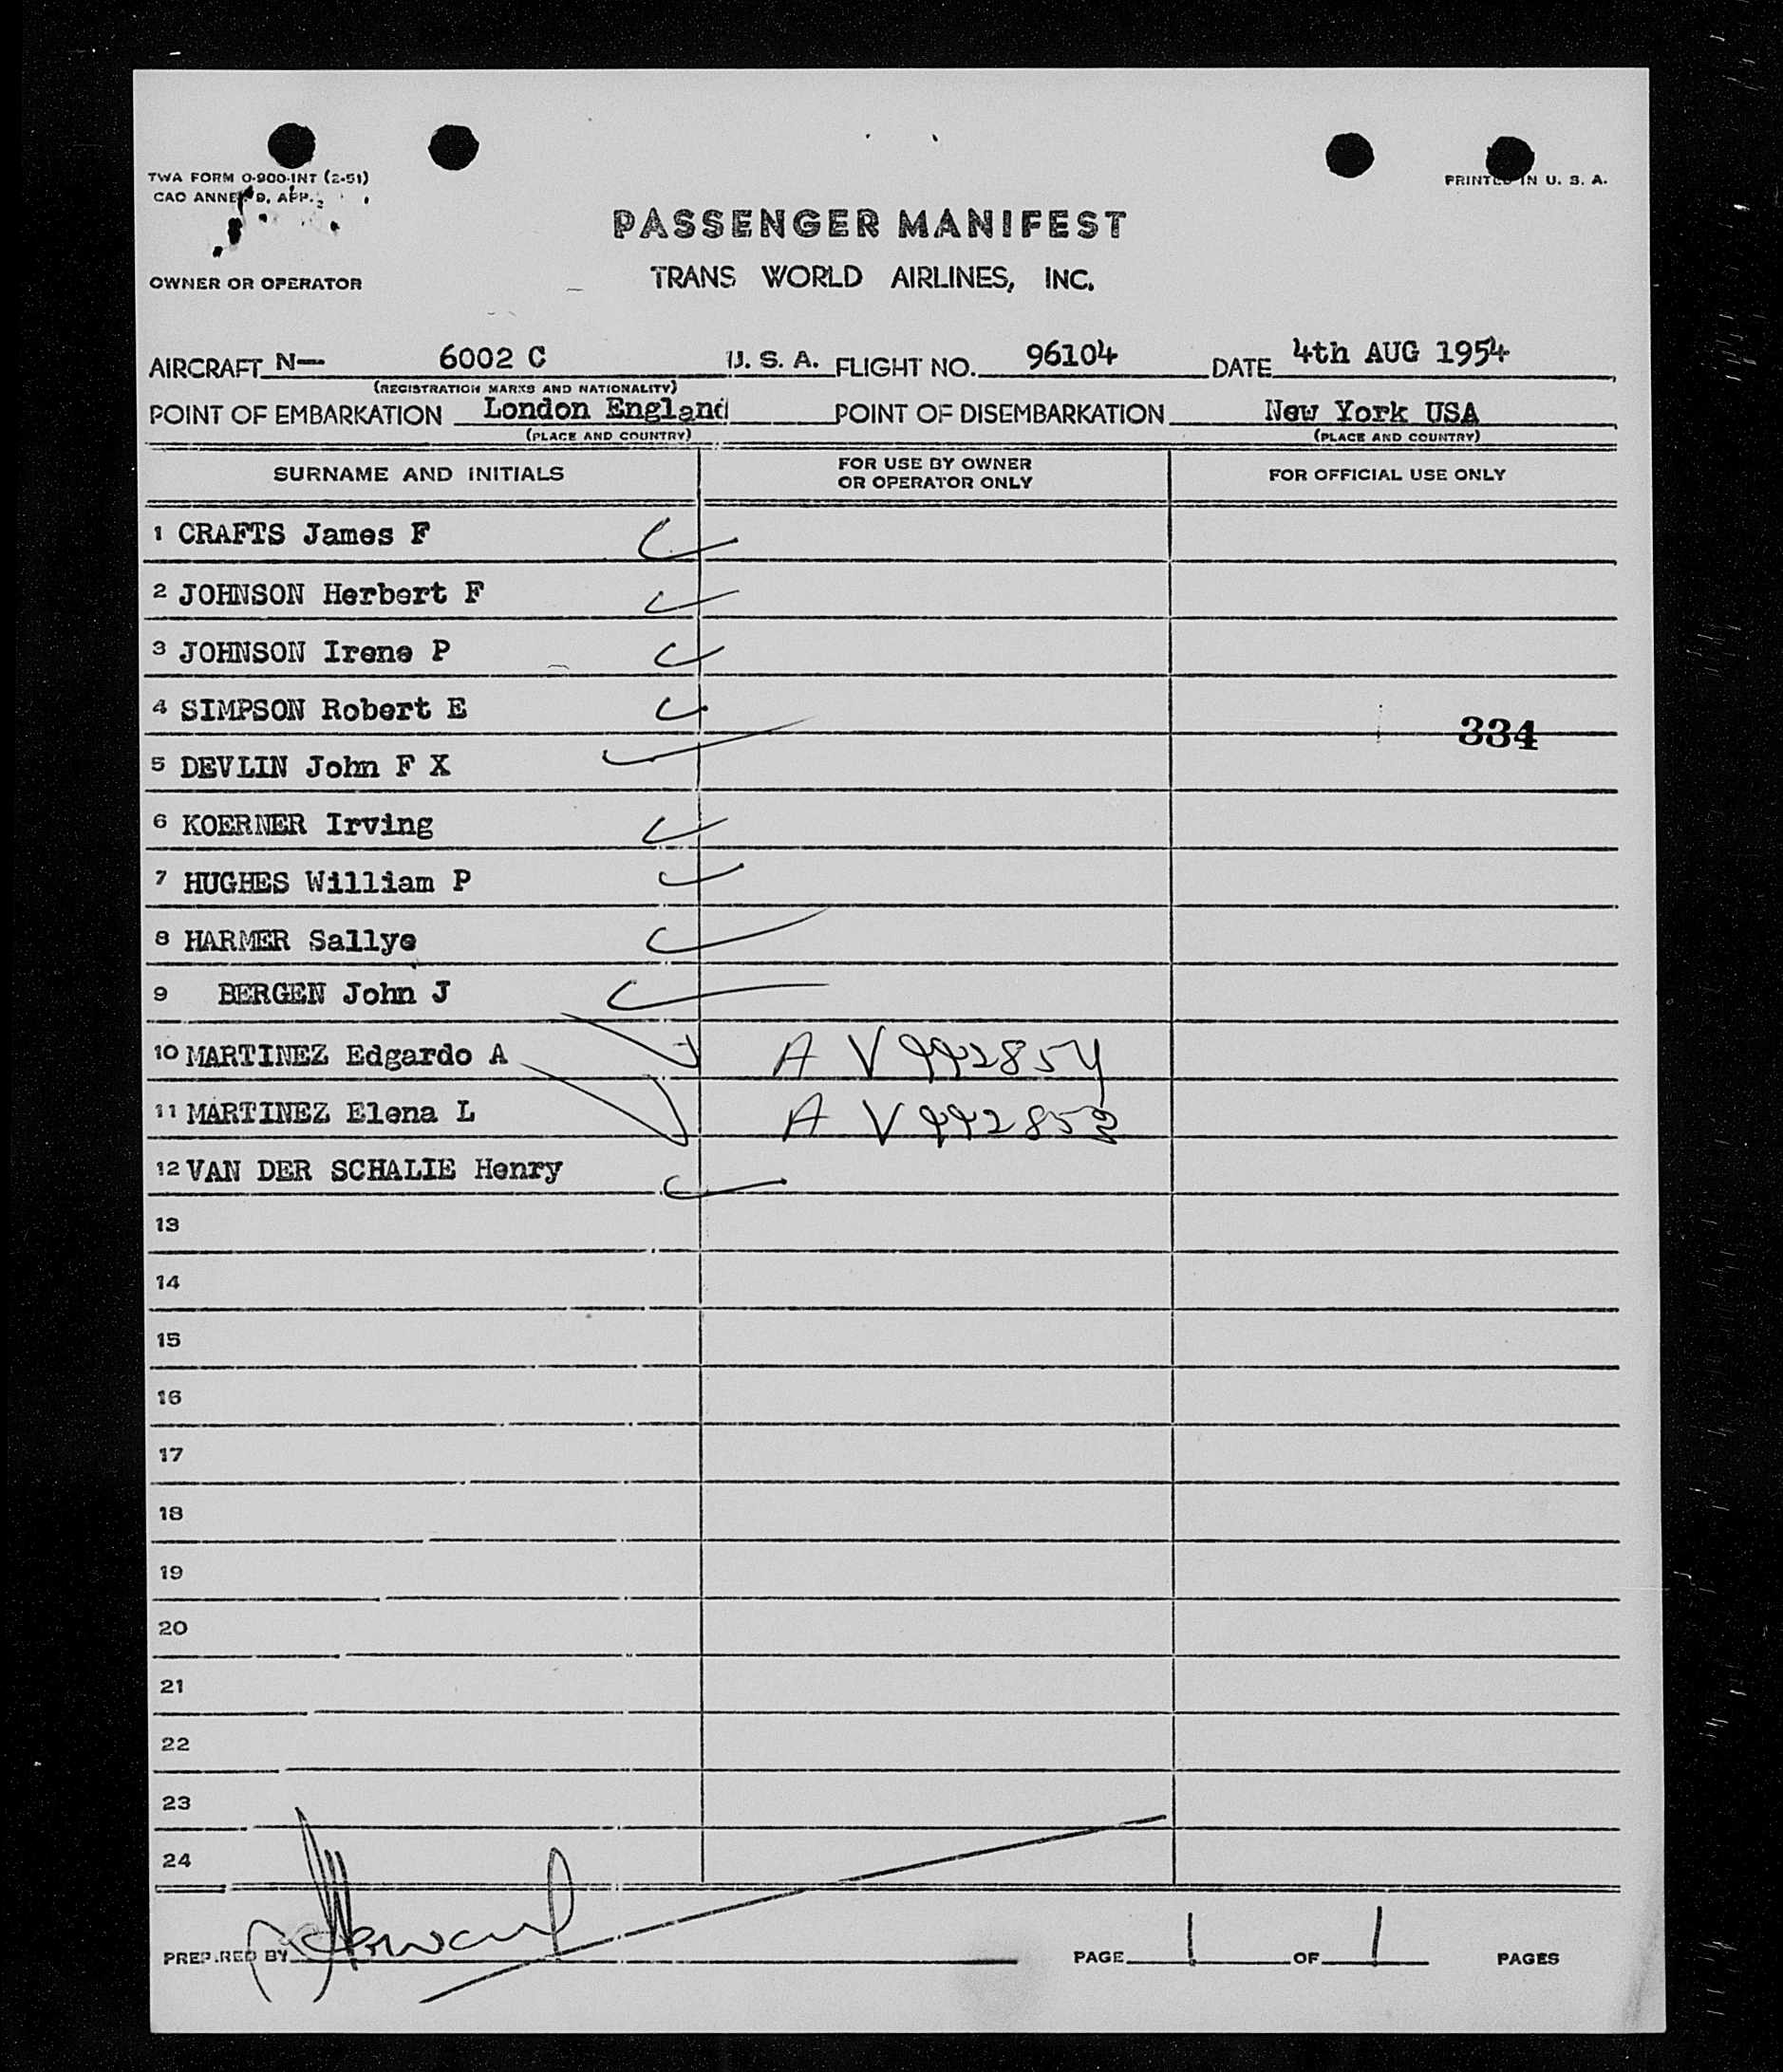 TWA FORM 0-900-INT (2-51)
CAO ANNEX 9, APP.
PRINTED IN U. S. A.
PASSENGER MANIFEST
OWNER OR OPERATOR TRANS WORLD AIRLINES, INC.
AIRCRAFT N— 6002 C U. S. A. FLIGHT NO. 96104 DATE 4th AUG 1954
(REGISTRATION MARKS AND NATIONALITY)
POINT OF EMBARKATION London England POINT OF DISEMBARKATION New York USA
(PLACE AND COUNTRY) (PLACE AND COUNTRY)
SURNAME AND INITIALS FOR USE BY OWNER OR OPERATOR ONLY FOR OFFICIAL USE ONLY
1 CRAFTS James F
2 JOHNSON Herbert F
3 JOHNSON Irene P
4 SIMPSON Robert E
334
5 DEVLIN John F X
6 KOERNER Irving
7 HUGHES William P
8 HARMER Sallye
9 BERGEN John J
10 MARTINEZ Edgardo A A V 992854
11 MARTINEZ Elena L A V 992853
12 VAN DER SCHALIE Henry
13
14
15
16
17
18
19
20
21
22
23
24
PREPARED BY PAGE 1 OF 1 PAGES